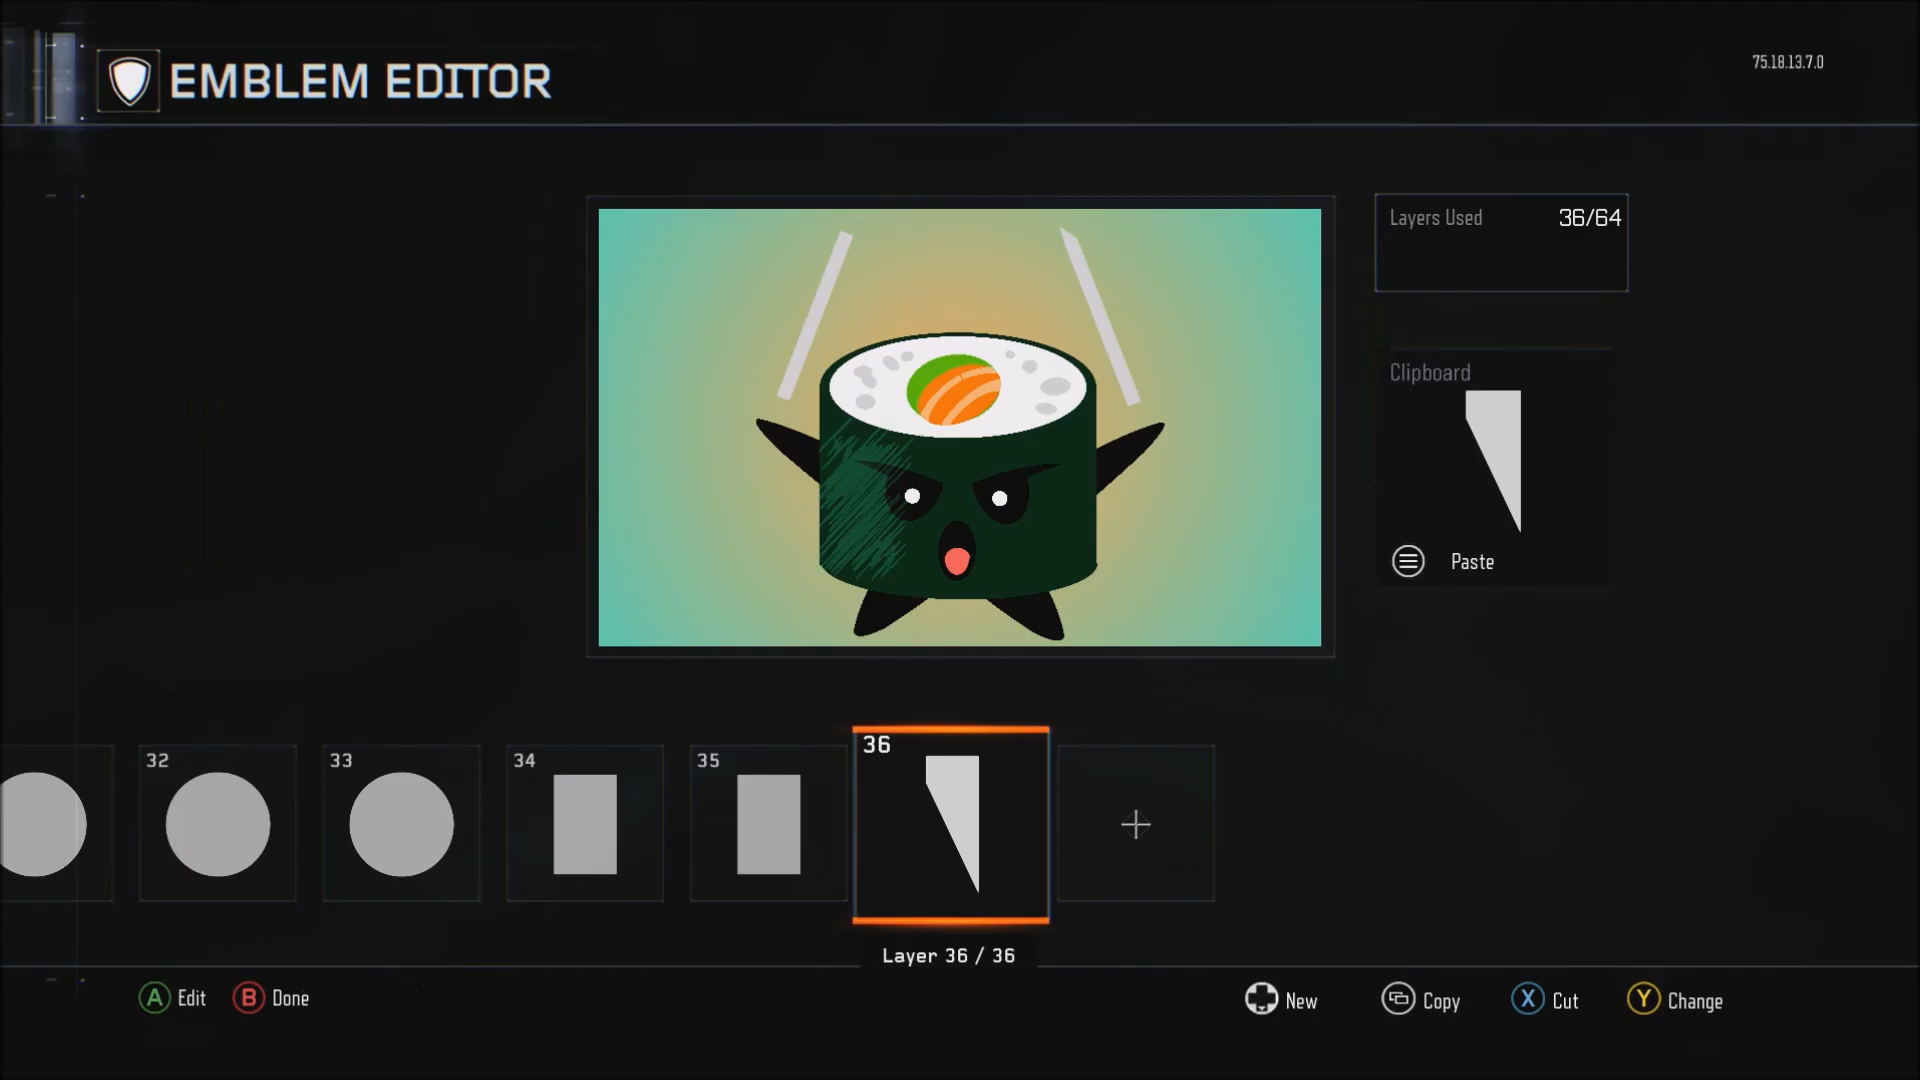 EMBLEM EDITOR
75.18.13.7.0
Layers Used 36/64
Clipboard
Paste
32 33 34 35 36
Layer 36 / 36
A Edit B Done New Copy X Cut Y Change